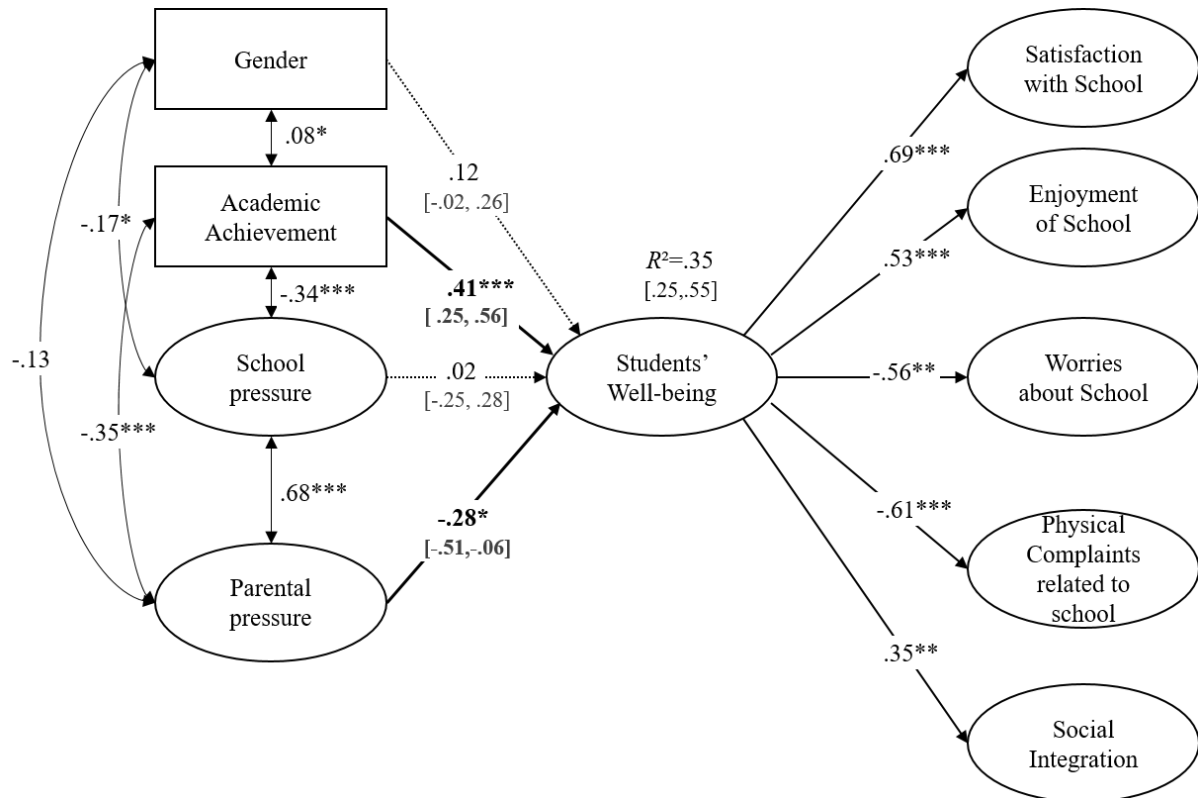 Gender
.08*
Academic
Achievement
-.17*
-.34***
School
pressure
-.13
-.35***
.68***
Parental
pressure
.12
[-.02, .26]
.41***
[ .25, .56]
.02
[-.25, .28]
-.28*
[-.51,-.06]
R²=.35
[.25,.55]
Students’
Well-being
.69***
.53***
-.56**
-.61***
.35**
Satisfaction
with School
Enjoyment
of School
Worries
about School
Physical
Complaints
related to
school
Social
Integration